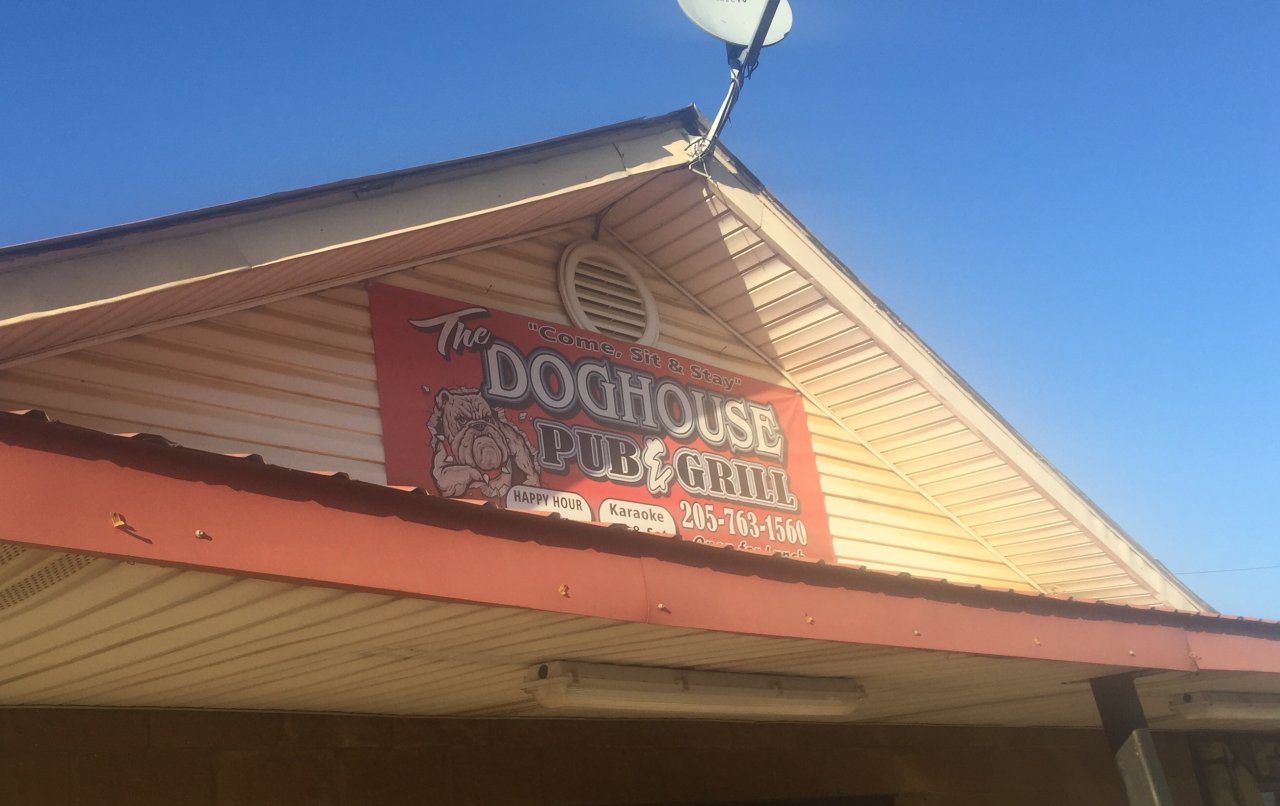 The
"Come, Sit & Stay"
DOGHOUSE
PUB & GRILL
HAPPY HOUR
Karaoke
205-763-1560